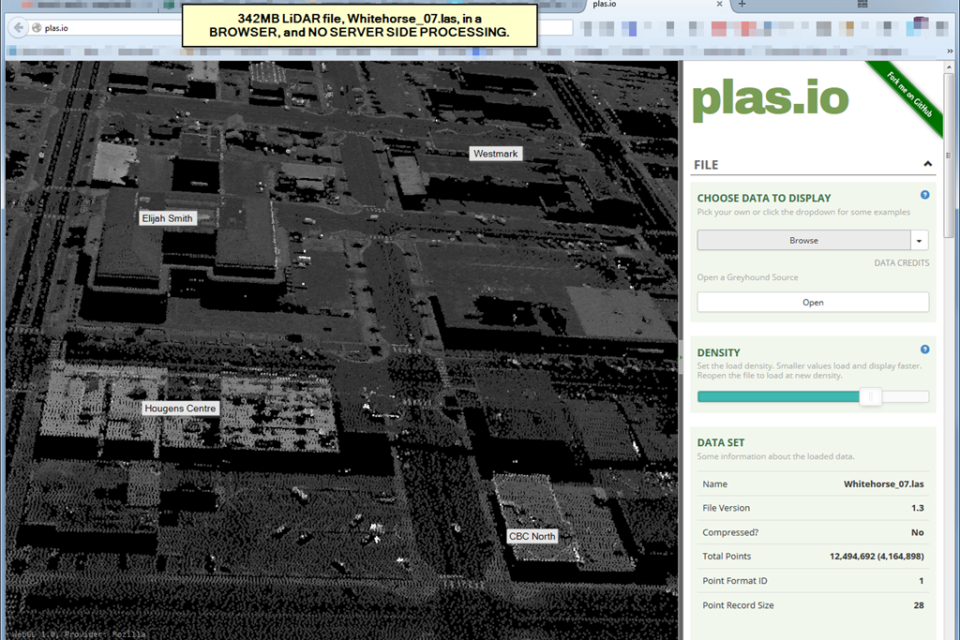 plas.io
plas.io
342MB LiDAR file, Whitehorse_07.las, in a
BROWSER, and NO SERVER SIDE PROCESSING.
Westmark
Elijah Smith
Hougens Centre
CBC North
WebGL 1.0, Provider: Mozilla
plas.io
Fork me on GitHub
FILE
CHOOSE DATA TO DISPLAY
Pick your own or click the dropdown for some examples
Browse
DATA CREDITS
Open a Greyhound Source
Open
DENSITY
Set the load density. Smaller values load and display faster.
Reopen the file to load at new density.
DATA SET
Some information about the loaded data.
Name Whitehorse_07.las
File Version 1.3
Compressed? No
Total Points 12,494,692 (4,164,898)
Point Format ID 1
Point Record Size 28